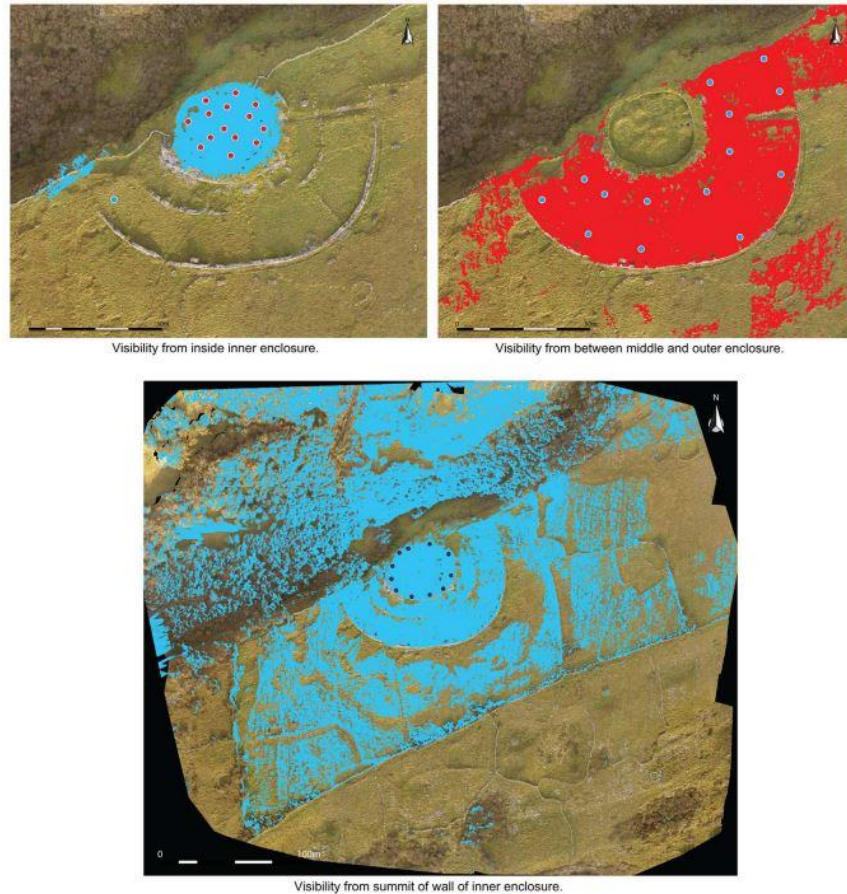 Visibility from inside inner enclosure.
Visibility from between middle and outer enclosure.
N
0
100m
Visibility from summit of wall of inner enclosure.